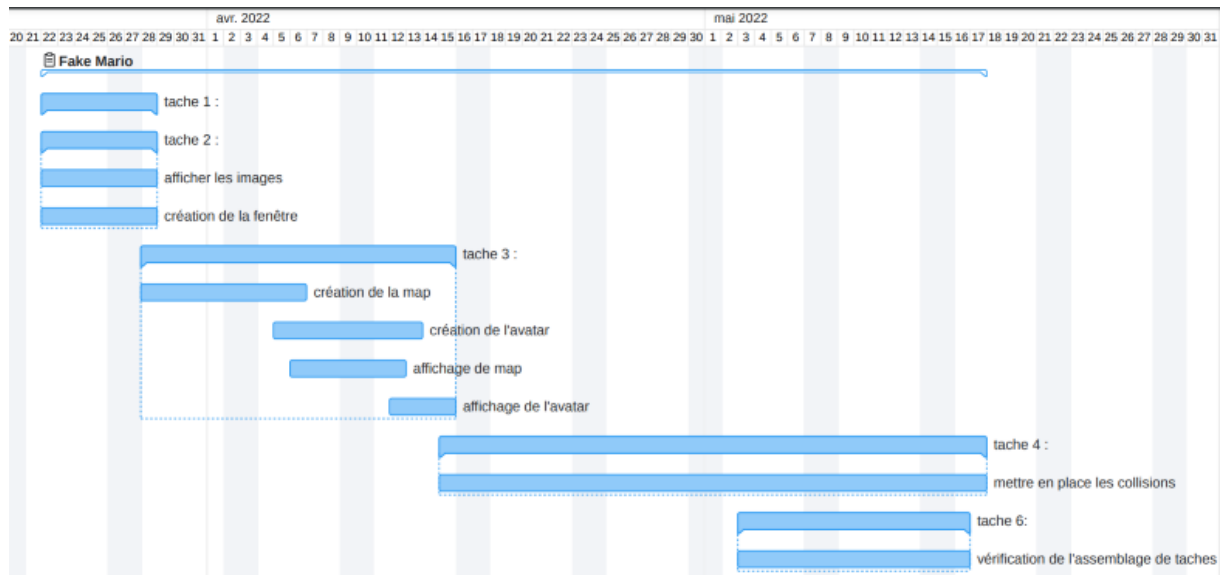 avr. 2022 mai 2022
20 21 22 23 24 25 26 27 28 29 30 31 1 2 3 4 5 6 7 8 9 10 11 12 13 14 15 16 17 18 19 20 21 22 23 24 25 26 27 28 29 30 1 2 3 4 5 6 7 8 9 10 11 12 13 14 15 16 17 18 19 20 21 22 23 24 25 26 27 28 29 30 31
Fake Mario
tache 1 :
tache 2 :
afficher les images
création de la fenêtre
tache 3 :
création de la map
création de l'avatar
affichage de map
affichage de l'avatar
tache 4 :
mettre en place les collisions
tache 6:
vérification de l'assemblage de taches